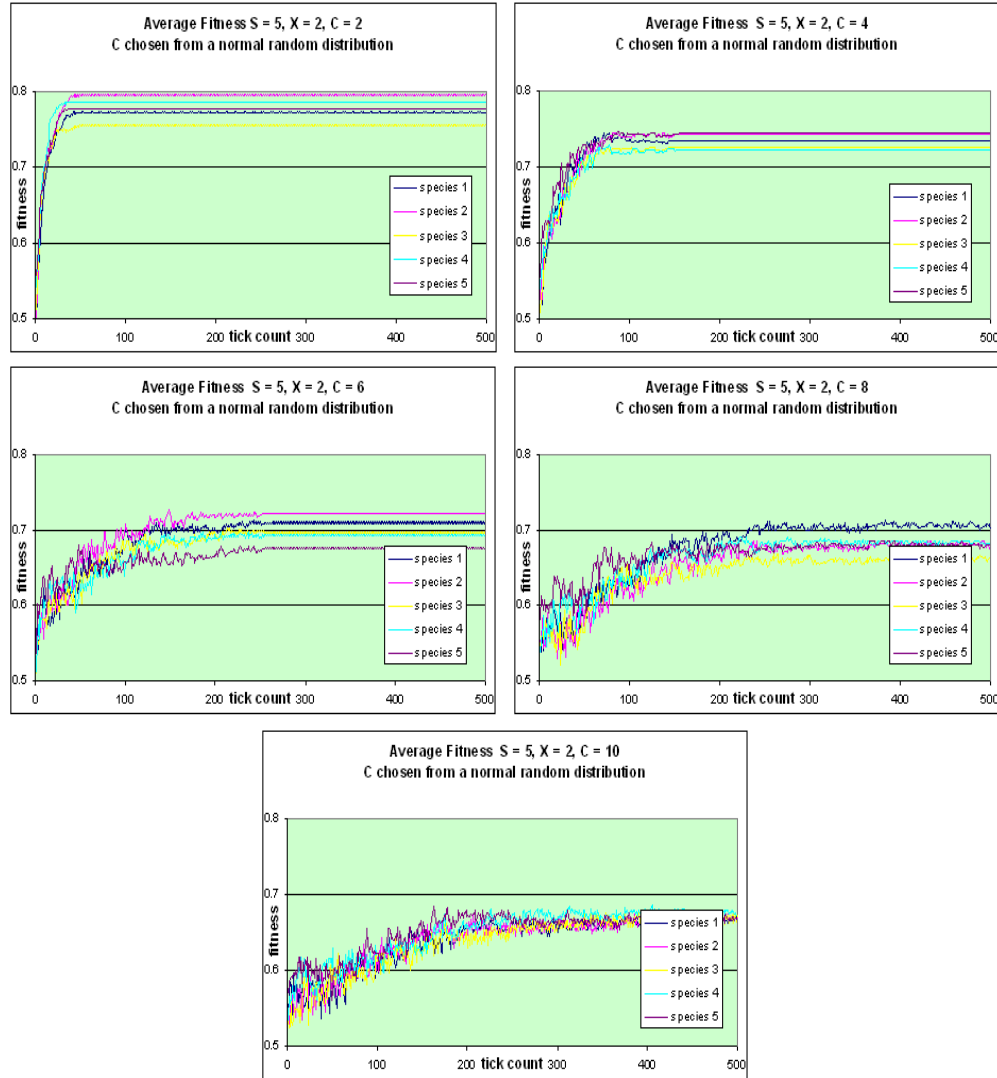 Average Fitness S = 5, X = 2, C = 2
C chosen from a normal random distribution
0.8
0.7
0.6
0.5
fitness
0
100
200
300
400
500
tick count
species 1
species 2
species 3
species 4
species 5
Average Fitness S = 5, X = 2, C = 4
C chosen from a normal random distribution
0.8
0.7
0.6
0.5
fitness
0
100
200
300
400
500
tick count
species 1
species 2
species 3
species 4
species 5
Average Fitness S = 5, X = 2, C = 6
C chosen from a normal random distribution
0.8
0.7
0.6
0.5
fitness
0
100
200
300
400
500
tick count
species 1
species 2
species 3
species 4
species 5
Average Fitness S = 5, X = 2, C = 8
C chosen from a normal random distribution
0.8
0.7
0.6
0.5
fitness
0
100
200
300
400
500
tick count
species 1
species 2
species 3
species 4
species 5
Average Fitness S = 5, X = 2, C = 10
C chosen from a normal random distribution
0.8
0.7
0.6
0.5
fitness
0
100
200
300
400
500
tick count
species 1
species 2
species 3
species 4
species 5